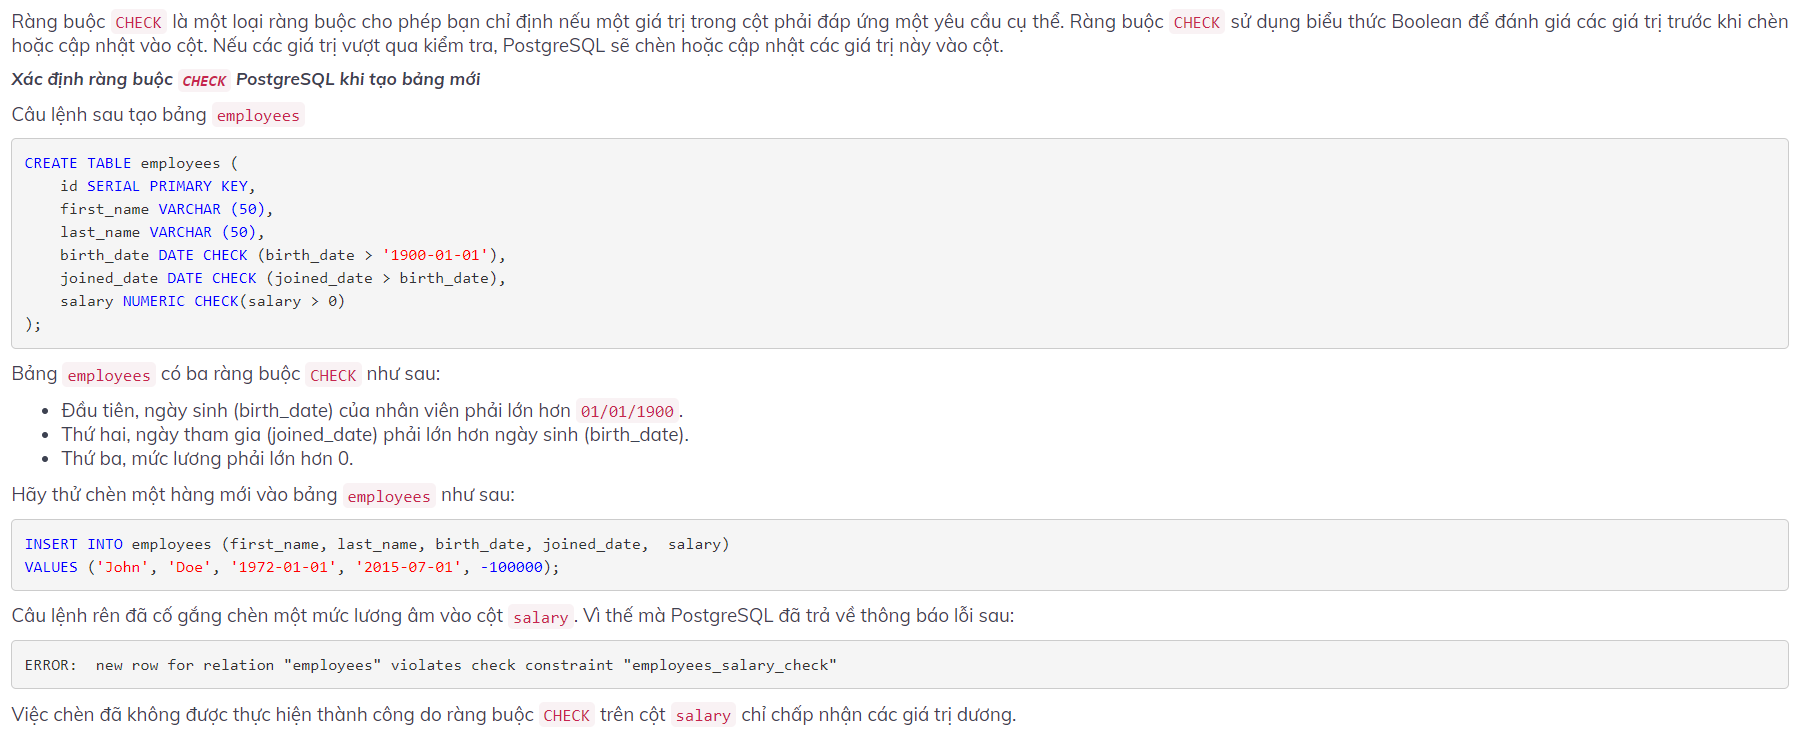 Ràng buộc CHECK là một loại ràng buộc cho phép bạn chỉ định nếu một giá trị trong cột phải đáp ứng một yêu cầu cụ thể. Ràng buộc CHECK sử dụng biểu thức Boolean để đánh giá các giá trị trước khi chèn
hoặc cập nhật vào cột. Nếu các giá trị vượt qua kiểm tra, PostgreSQL sẽ chèn hoặc cập nhật các giá trị này vào cột.
Xác định ràng buộc CHECK PostgreSQL khi tạo bảng mới
Câu lệnh sau tạo bảng employees
CREATE TABLE employees (
    id SERIAL PRIMARY KEY,
    first_name VARCHAR (50),
    last_name VARCHAR (50),
    birth_date DATE CHECK (birth_date > '1900-01-01'),
    joined_date DATE CHECK (joined_date > birth_date),
    salary NUMERIC CHECK(salary > 0)
);
Bảng employees có ba ràng buộc CHECK như sau:
• Đầu tiên, ngày sinh (birth_date) của nhân viên phải lớn hơn 01/01/1900.
• Thứ hai, ngày tham gia (joined_date) phải lớn hơn ngày sinh (birth_date).
• Thứ ba, mức lương phải lớn hơn 0.
Hãy thử chèn một hàng mới vào bảng employees như sau:
INSERT INTO employees (first_name, last_name, birth_date, joined_date,  salary)
VALUES ('John', 'Doe', '1972-01-01', '2015-07-01', -100000);
Câu lệnh rên đã cố gắng chèn một mức lương âm vào cột salary. Vì thế mà PostgreSQL đã trả về thông báo lỗi sau:
ERROR:  new row for relation "employees" violates check constraint "employees_salary_check"
Việc chèn đã không được thực hiện thành công do ràng buộc CHECK trên cột salary chỉ chấp nhận các giá trị dương.